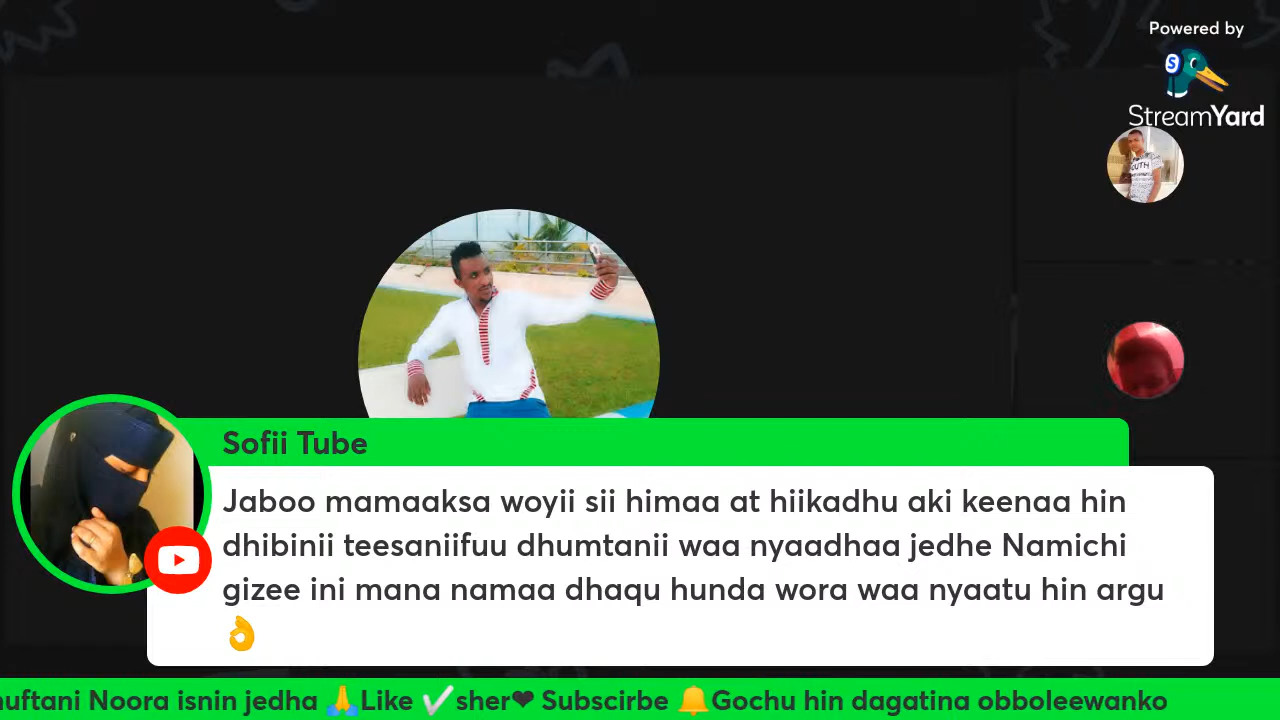 Powered by
StreamYard
OUTH
Sofii Tube
Jaboo mamaaksa woyii sii himaa at hiikadhu aki keenaa hin
dhibinii teesaniifuu dhumtanii waa nyaadhaa jedhe Namichi
gizee ini mana namaa dhaqu hunda wora waa nyaatu hin argu
👌
uftani Noora isnin jedha 🙏Like ✔️sher❤ Subscirbe 🔔Gochu hin dagatina obboleewanko